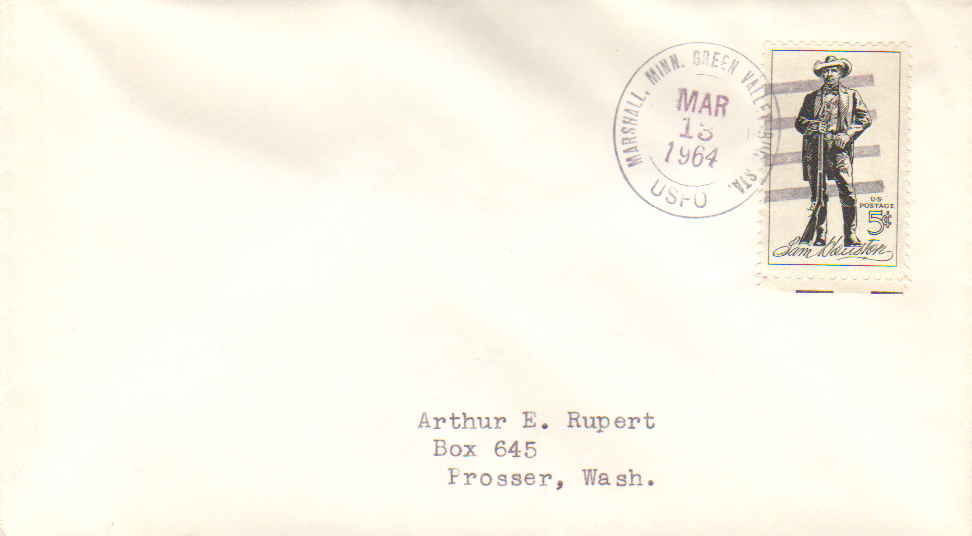 MARSHALL, MINN. GREEN VALLEY STA.
MAR
1964
USPO
US
POSTAGE
5¢
Sam Houston
Arthur E. Rupert
Box 645
Prosser, Wash.